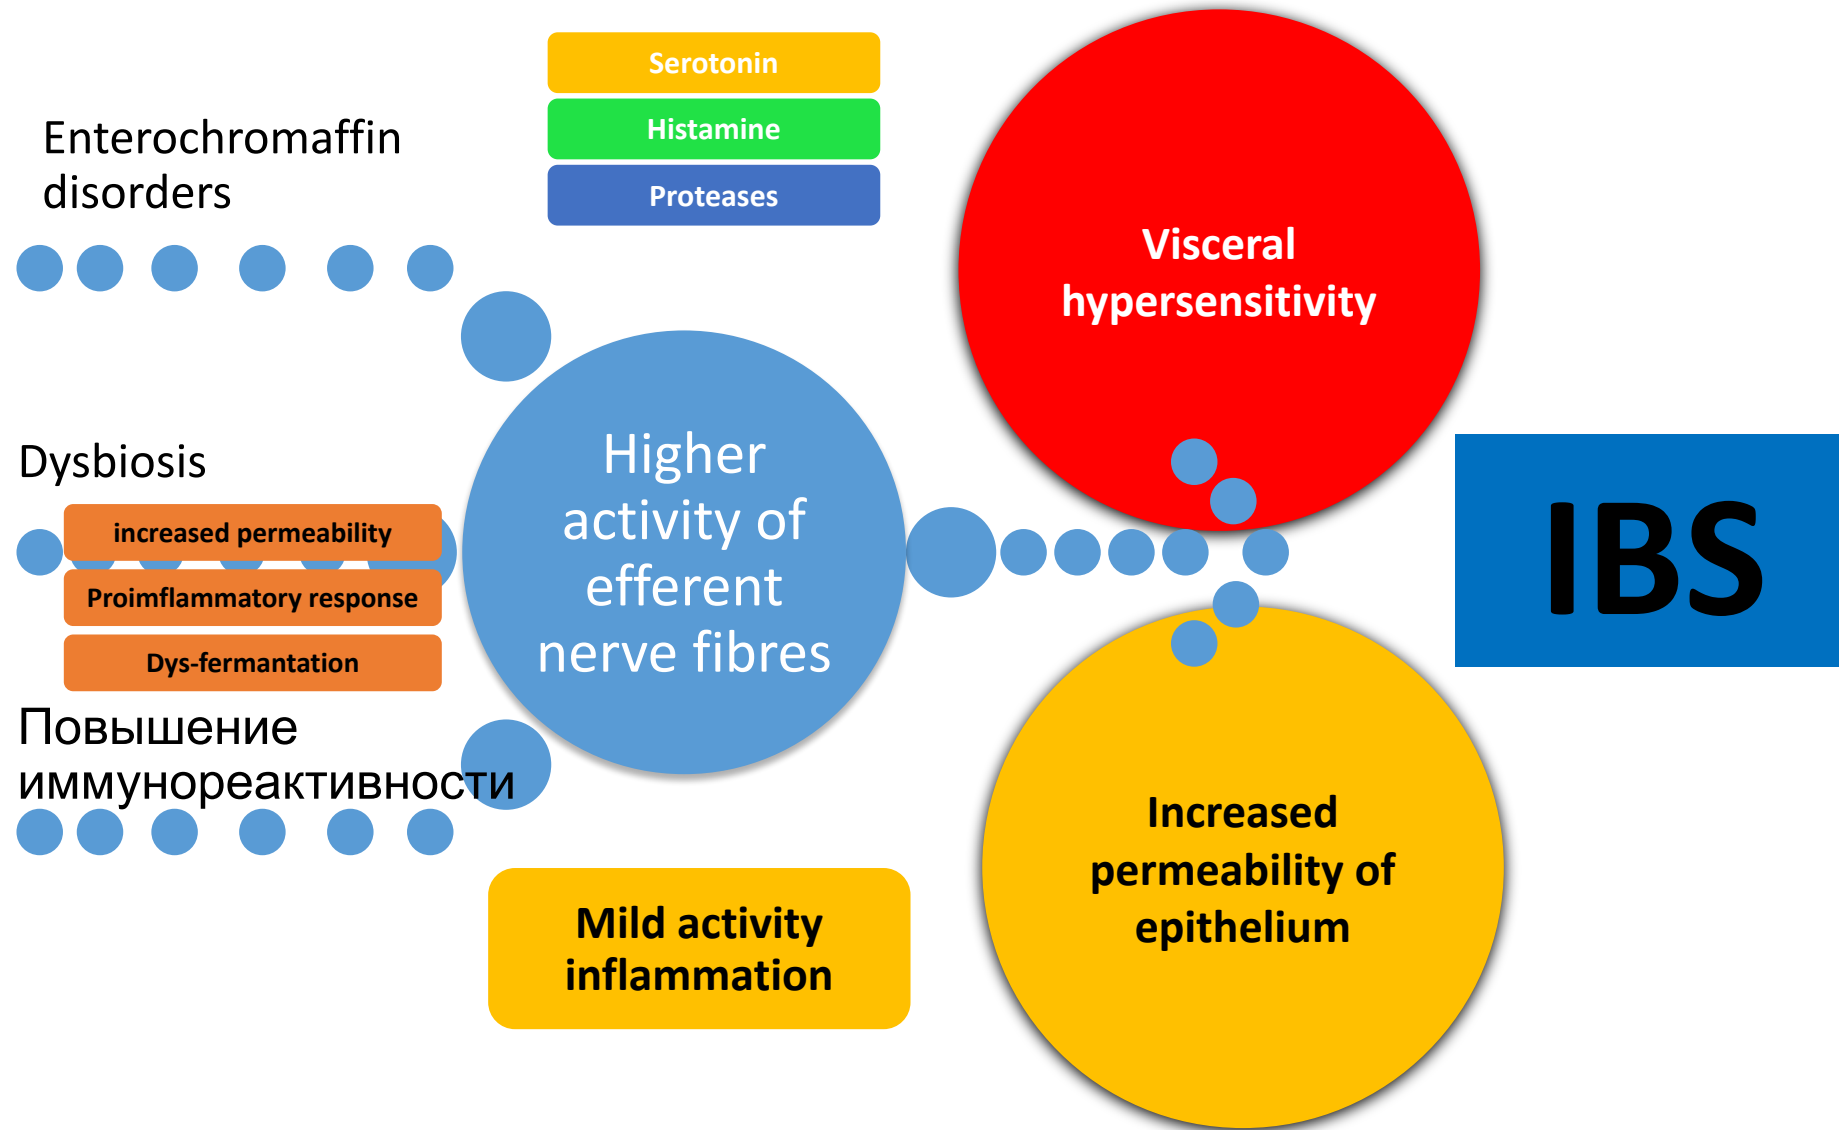 Serotonin
Histamine
Proteases
Enterochromaffin
disorders
Visceral
hypersensitivity
Dysbiosis
increased permeability
Proimflammatory response
Dys-fermantation
Higher
activity of
efferent
nerve fibres
IBS
Повышение
иммунореактивности
Mild activity
inflammation
Increased
permeability of
epithelium